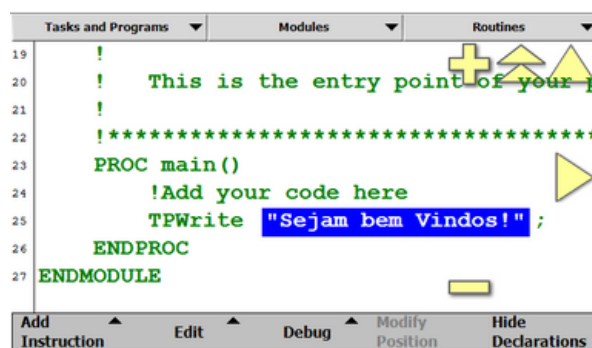 Tasks and Programs Modules Routines
19 !
20 ! This is the entry point of your
21 !
22 !*************************************
23 PROC main()
24 !Add your code here
25 TPWrite "Sejam bem Vindos!";
26 ENDPROC
27 ENDMODULE
Add Instruction Edit Debug Modify Position Hide Declarations